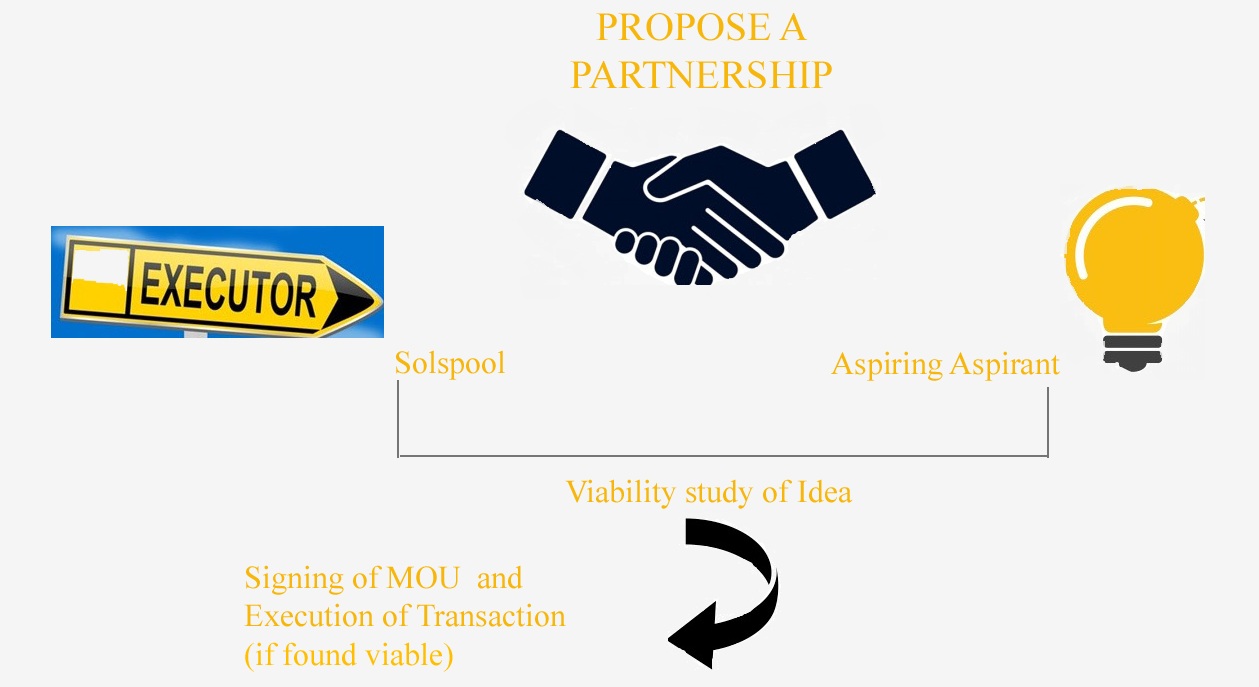 PROPOSE A
PARTNERSHIP
EXECUTOR
Solspool
Aspiring Aspirant
Viability study of Idea
Signing of MOU and
Execution of Transaction
(if found viable)